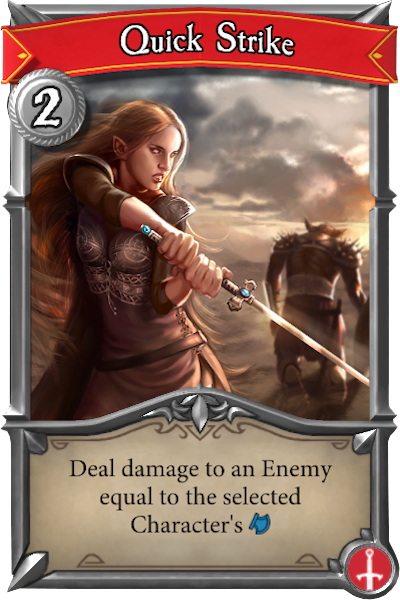 Quick Strike
2
Deal damage to an Enemy
equal to the selected
Character's